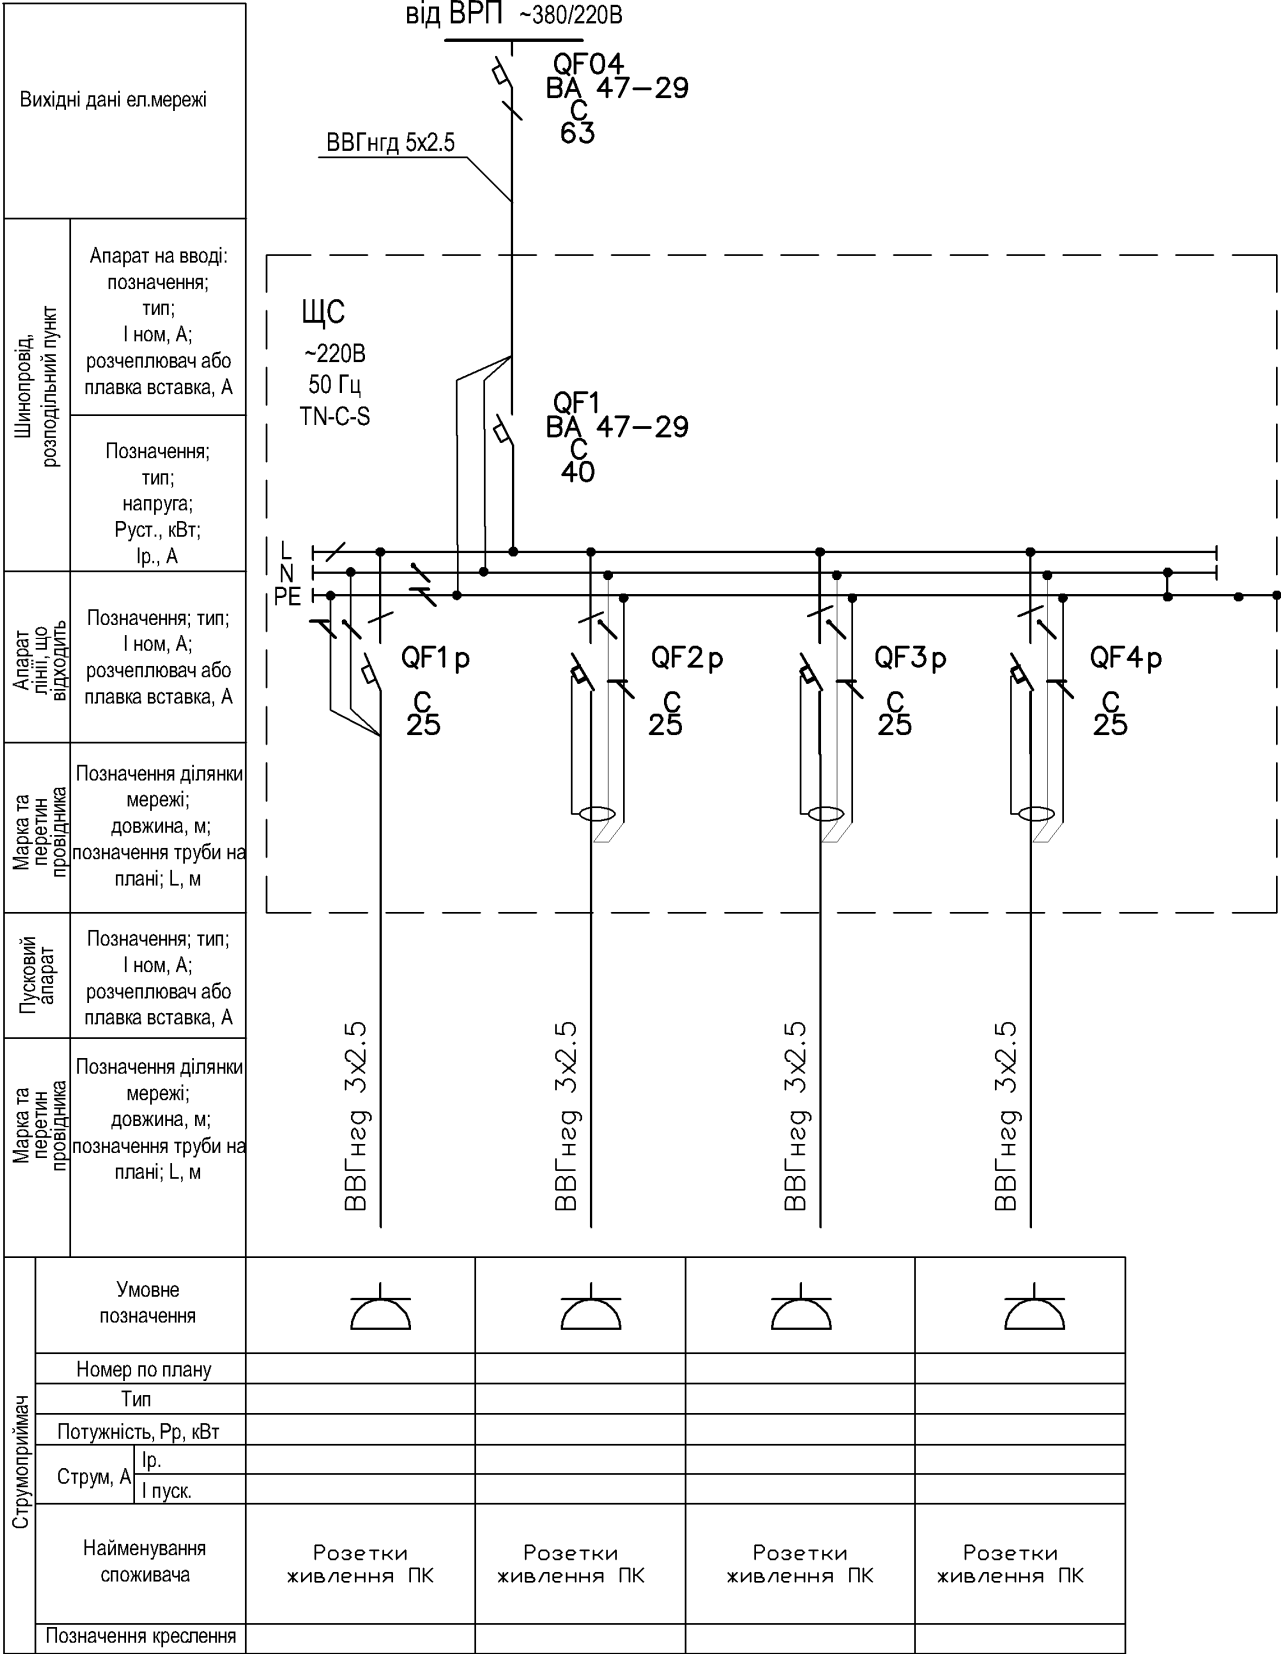 від ВРП ~380/220В
QF04
ВА 47-29
С
63
ВВГнгд 5х2.5
Вихідні дані ел.мережі
Шинопровід,
розподільний пункт
Апарат на вводі:
позначення;
тип;
І ном, А;
розчеплювач або
плавка вставка, А
Позначення;
тип;
напруга;
Руст., кВт;
Ір., А
ЩС
~220В
50 Гц
TN-C-S
QF1
ВА 47-29
С
40
L
N
PE
Апарат
лінії, що
відходить
Позначення; тип;
І ном, А;
розчеплювач або
плавка вставка, А
QF1р
С
25
QF2р
С
25
QF3р
С
25
QF4р
С
25
Марка та
перетин
провідника
Позначення ділянки
мережі;
довжина, м;
позначення труби на
плані; L, м
Пусковий
апарат
Позначення; тип;
І ном, А;
розчеплювач або
плавка вставка, А
Марка та
перетин
провідника
Позначення ділянки
мережі;
довжина, м;
позначення труби на
плані; L, м
ВВГнгд 3х2.5
ВВГнгд 3х2.5
ВВГнгд 3х2.5
ВВГнгд 3х2.5
Струмоприймач
Умовне
позначення
Номер по плану
Тип
Потужність, Рр, кВт
Струм, А
Ір.
І пуск.
Найменування
споживача
Розетки
живлення ПК
Розетки
живлення ПК
Розетки
живлення ПК
Розетки
живлення ПК
Позначення креслення